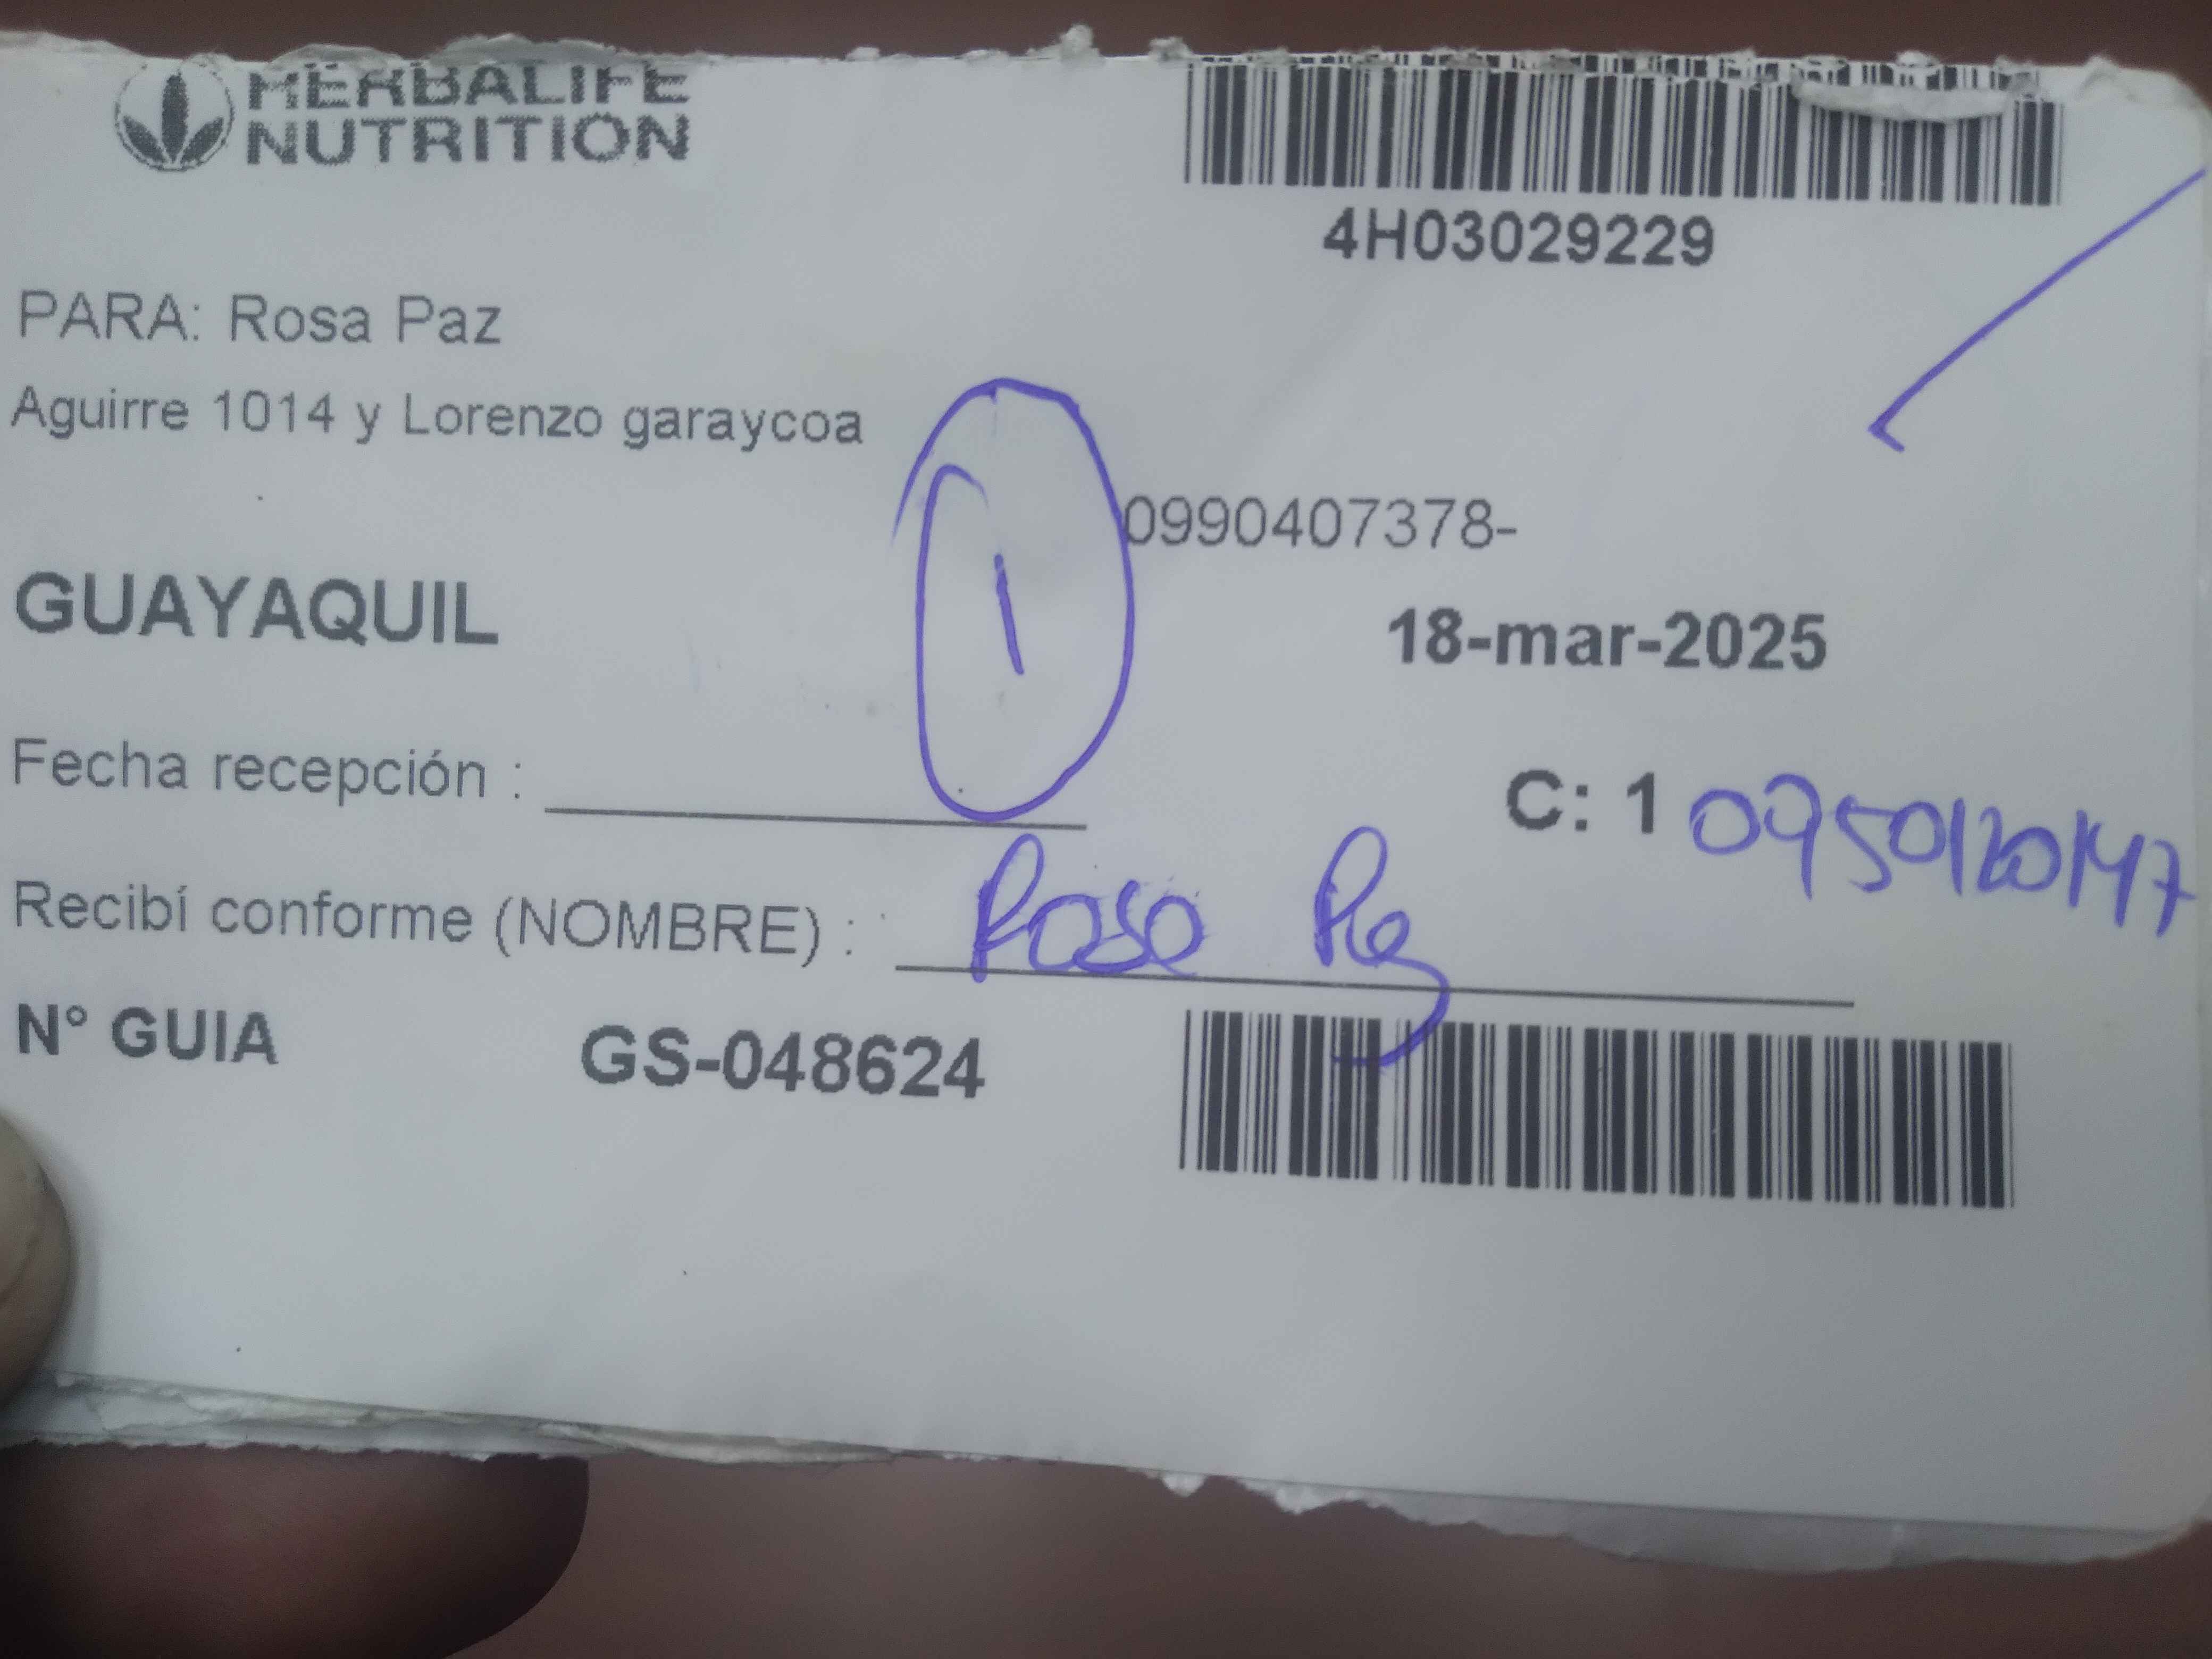 HERBALIFE
NUTRITION
4H03029229
PARA: Rosa Paz
Aguirre 1014 y Lorenzo garaycoa
1
0990407378-
GUAYAQUIL
18-mar-2025
Fecha recepción :
C: 1 0950120147
Recibí conforme (NOMBRE) : Rosa Paz
N° GUIA GS-048624